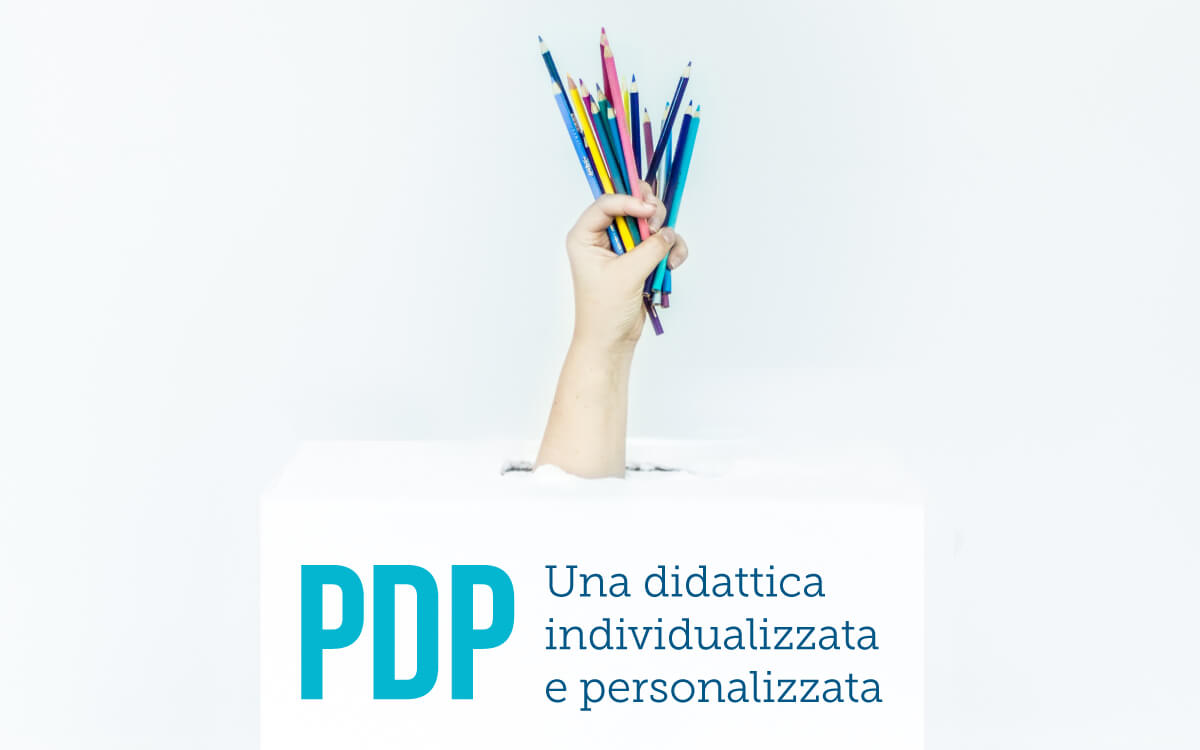 PDP
Una didattica
individualizzata
e personalizzata